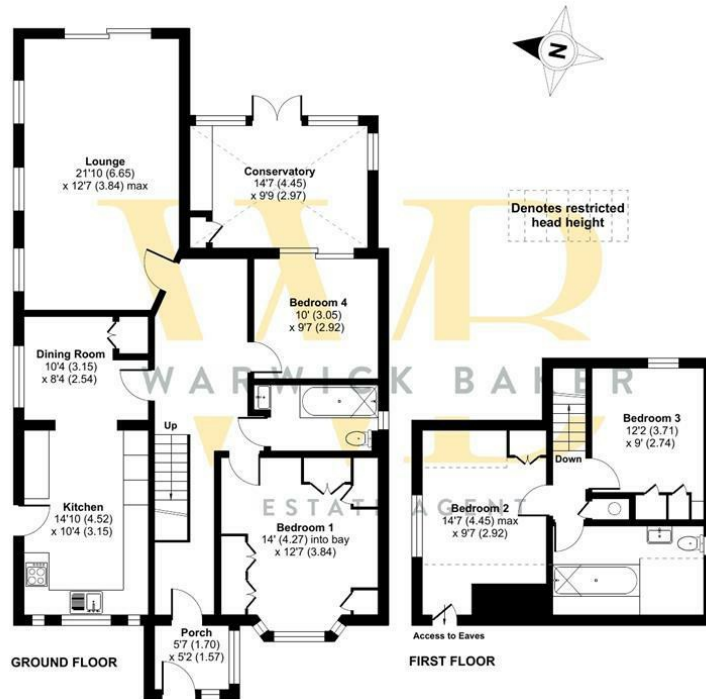 N
Lounge
21'10 (6.65)
x 12'7 (3.84) max
Conservatory
14'7 (4.45)
x 9'9 (2.97)
Denotes restricted
head height
Bedroom 4
10' (3.05)
x 9'7 (2.92)
Dining Room
10'4 (3.15)
x 8'4 (2.54)
WB
WARWICK BAKER
ESTATE AGENT
Up
Kitchen
14'10 (4.52)
x 10'4 (3.15)
Bedroom 1
14' (4.27) into bay
x 12'7 (3.84)
Porch
5'7 (1.70)
x 5'2 (1.57)
GROUND FLOOR
Bedroom 3
12'2 (3.71)
x 9' (2.74)
Down
Bedroom 2
14'7 (4.45) max
x 9'7 (2.92)
Access to Eaves
FIRST FLOOR